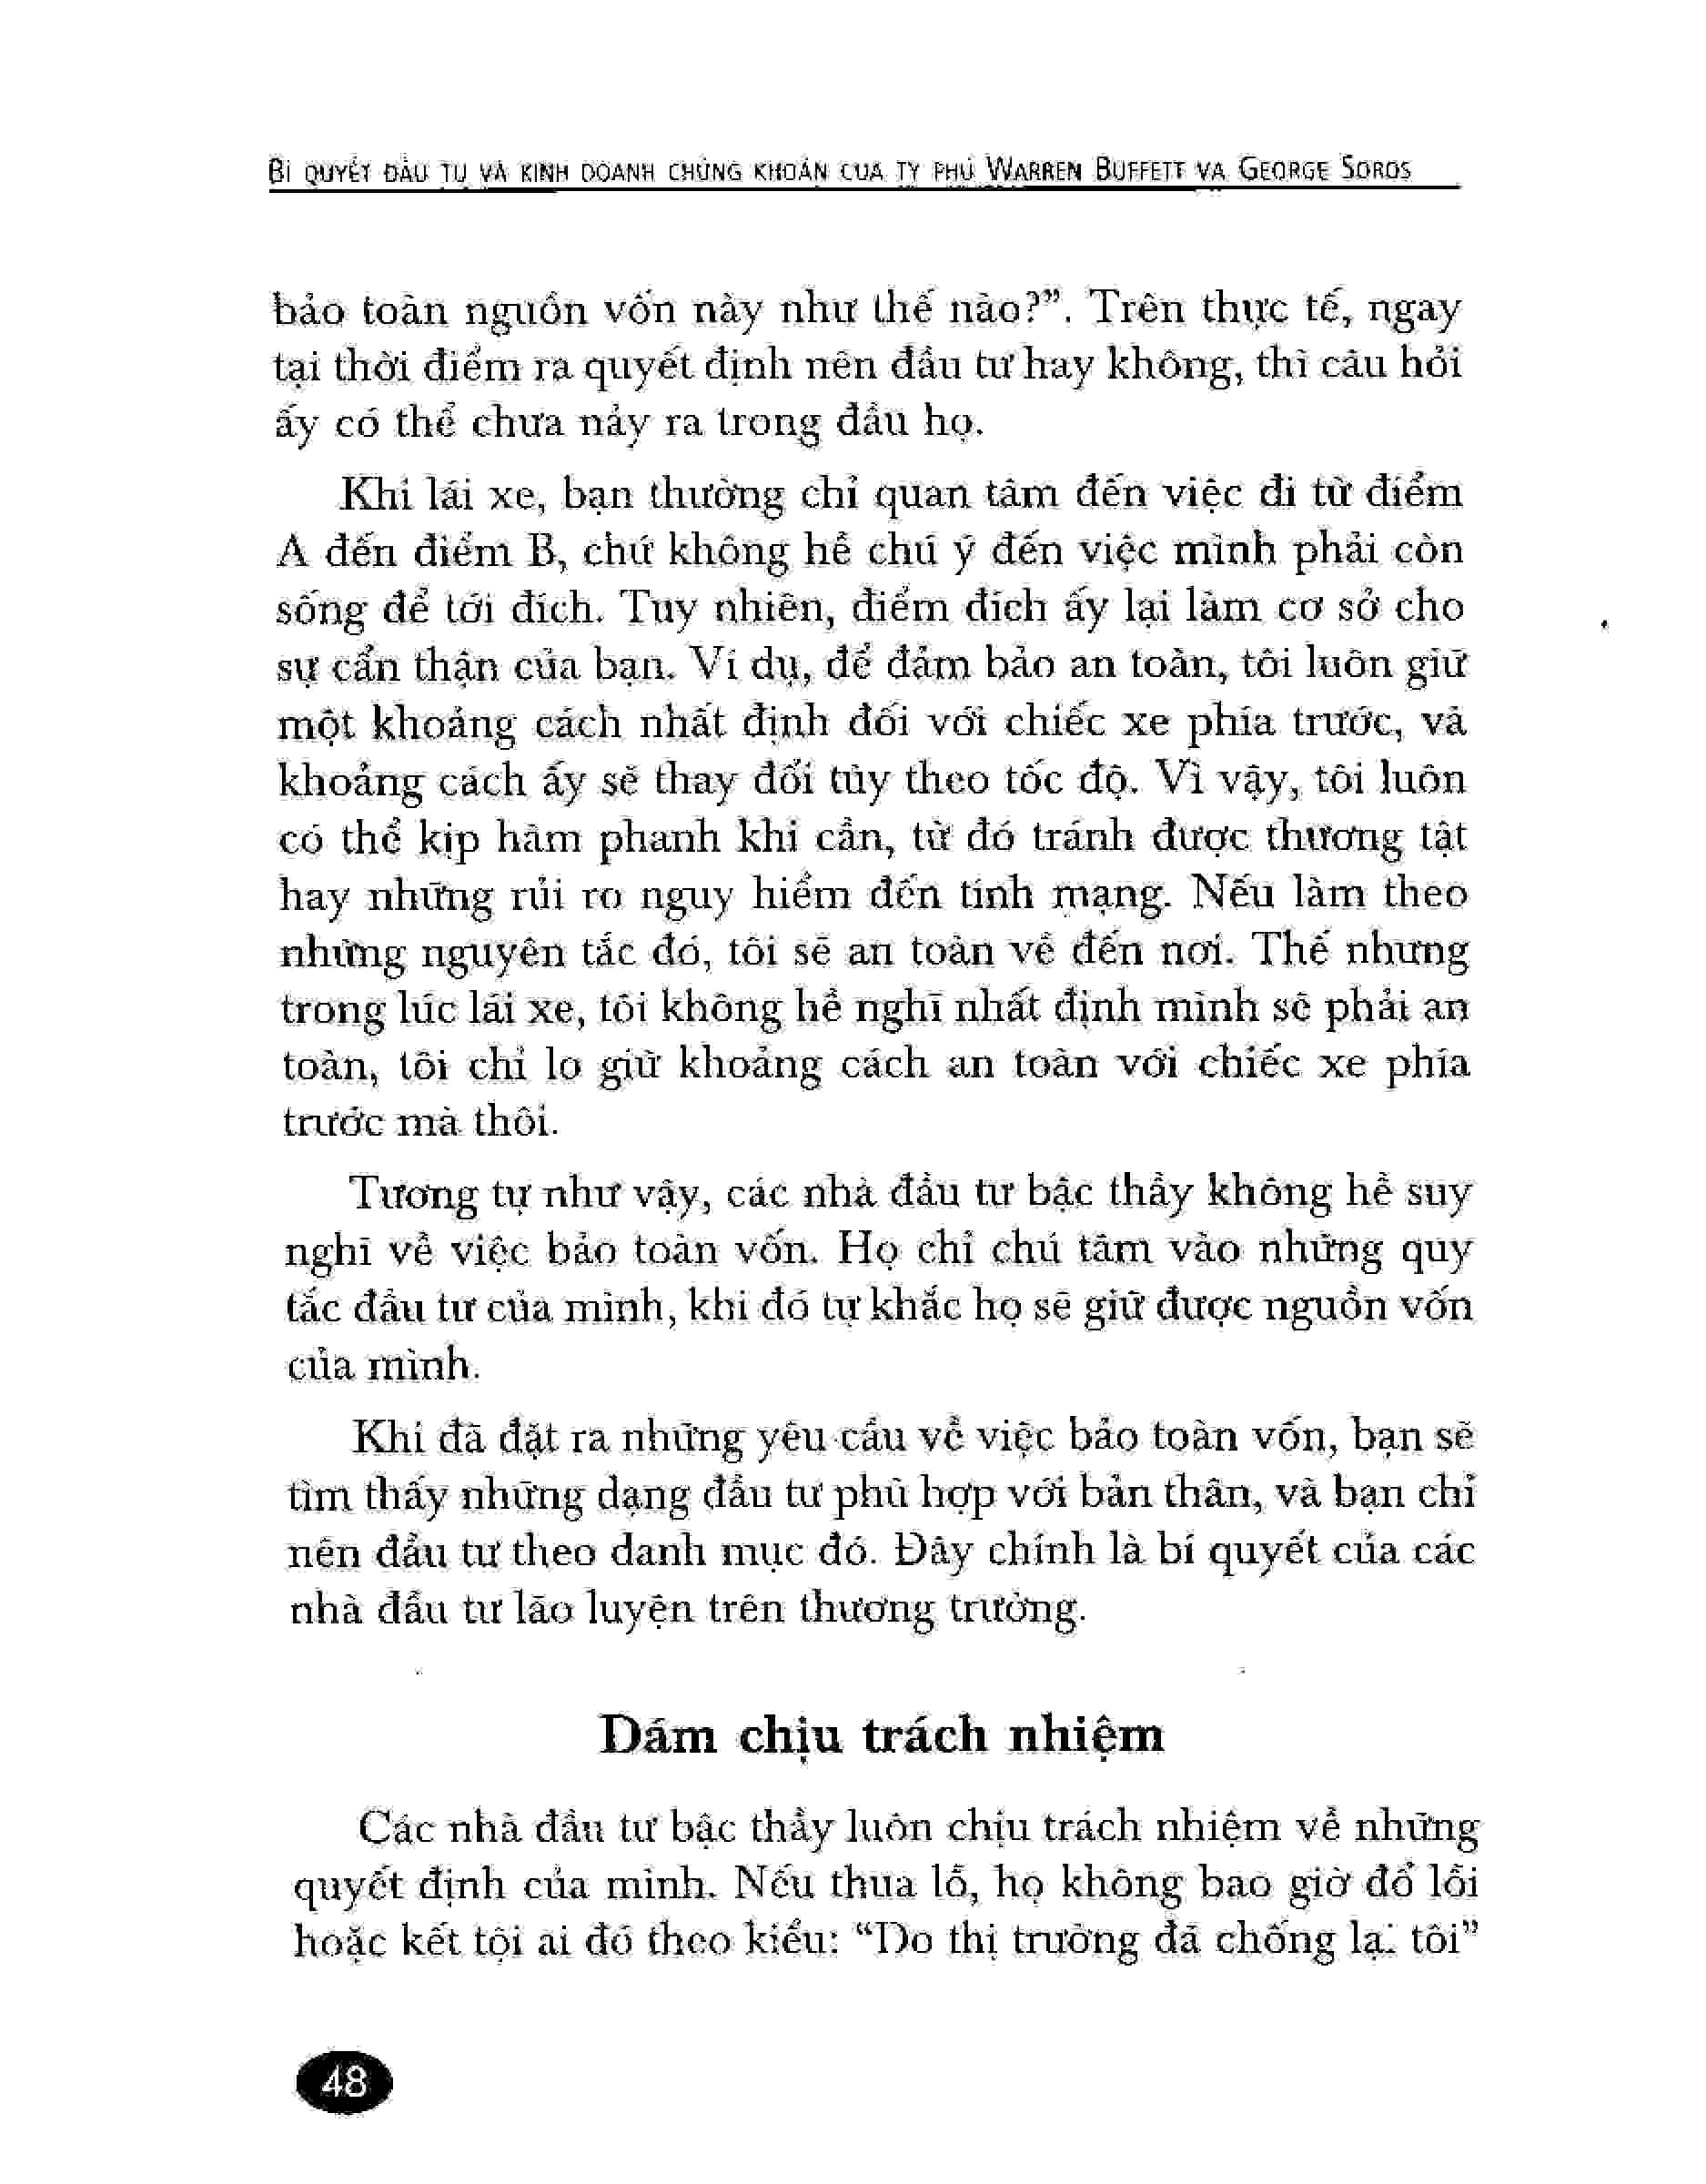 BÍ QUYẾT ĐẦU TƯ VÀ KINH DOANH CHỨNG KHOÁN CỦA TỶ PHÚ WARREN BUFFETT VÀ GEORGE SOROS
bảo toàn nguồn vốn này như thế nào?”. Trên thực tế, ngay
tại thời điểm ra quyết định nên đầu tư hay không, thì câu hỏi
ấy có thể chưa nảy ra trong đầu họ.
Khi lái xe, bạn thường chỉ quan tâm đến việc đi từ điểm
A đến điểm B, chứ không hề chú ý đến việc mình phải còn
sống để tới đích. Tuy nhiên, điểm đích ấy lại làm cơ sở cho
sự cẩn thận của bạn. Ví dụ, để đảm bảo an toàn, tôi luôn giữ
một khoảng cách nhất định đối với chiếc xe phía trước, và
khoảng cách ấy sẽ thay đổi tùy theo tốc độ. Vì vậy, tôi luôn
có thể kịp hãm phanh khi cần, từ đó tránh được thương tật
hay những rủi ro nguy hiểm đến tính mạng. Nếu làm theo
những nguyên tắc đó, tôi sẽ an toàn về đến nơi. Thế nhưng
trong lúc lái xe, tôi không hề nghĩ nhất định mình sẽ phải an
toàn, tôi chỉ lo giữ khoảng cách an toàn với chiếc xe phía
trước mà thôi.
Tương tự như vậy, các nhà đầu tư bậc thầy không hề suy
nghĩ về việc bảo toàn vốn. Họ chỉ chú tâm vào những quy
tắc đầu tư của mình, khi đó tự khắc họ sẽ giữ được nguồn vốn
của mình.
Khi đã đặt ra những yêu cầu về việc bảo toàn vốn, bạn sẽ
tìm thấy những dạng đầu tư phù hợp với bản thân, và bạn chỉ
nên đầu tư theo danh mục đó. Đây chính là bí quyết của các
nhà đầu tư lão luyện trên thương trường.
Dám chịu trách nhiệm
Các nhà đầu tư bậc thầy luôn chịu trách nhiệm về những
quyết định của mình. Nếu thua lỗ, họ không bao giờ đổ lỗi
hoặc kết tội ai đó theo kiểu: “Do thị trường đã chống lại tôi”
48